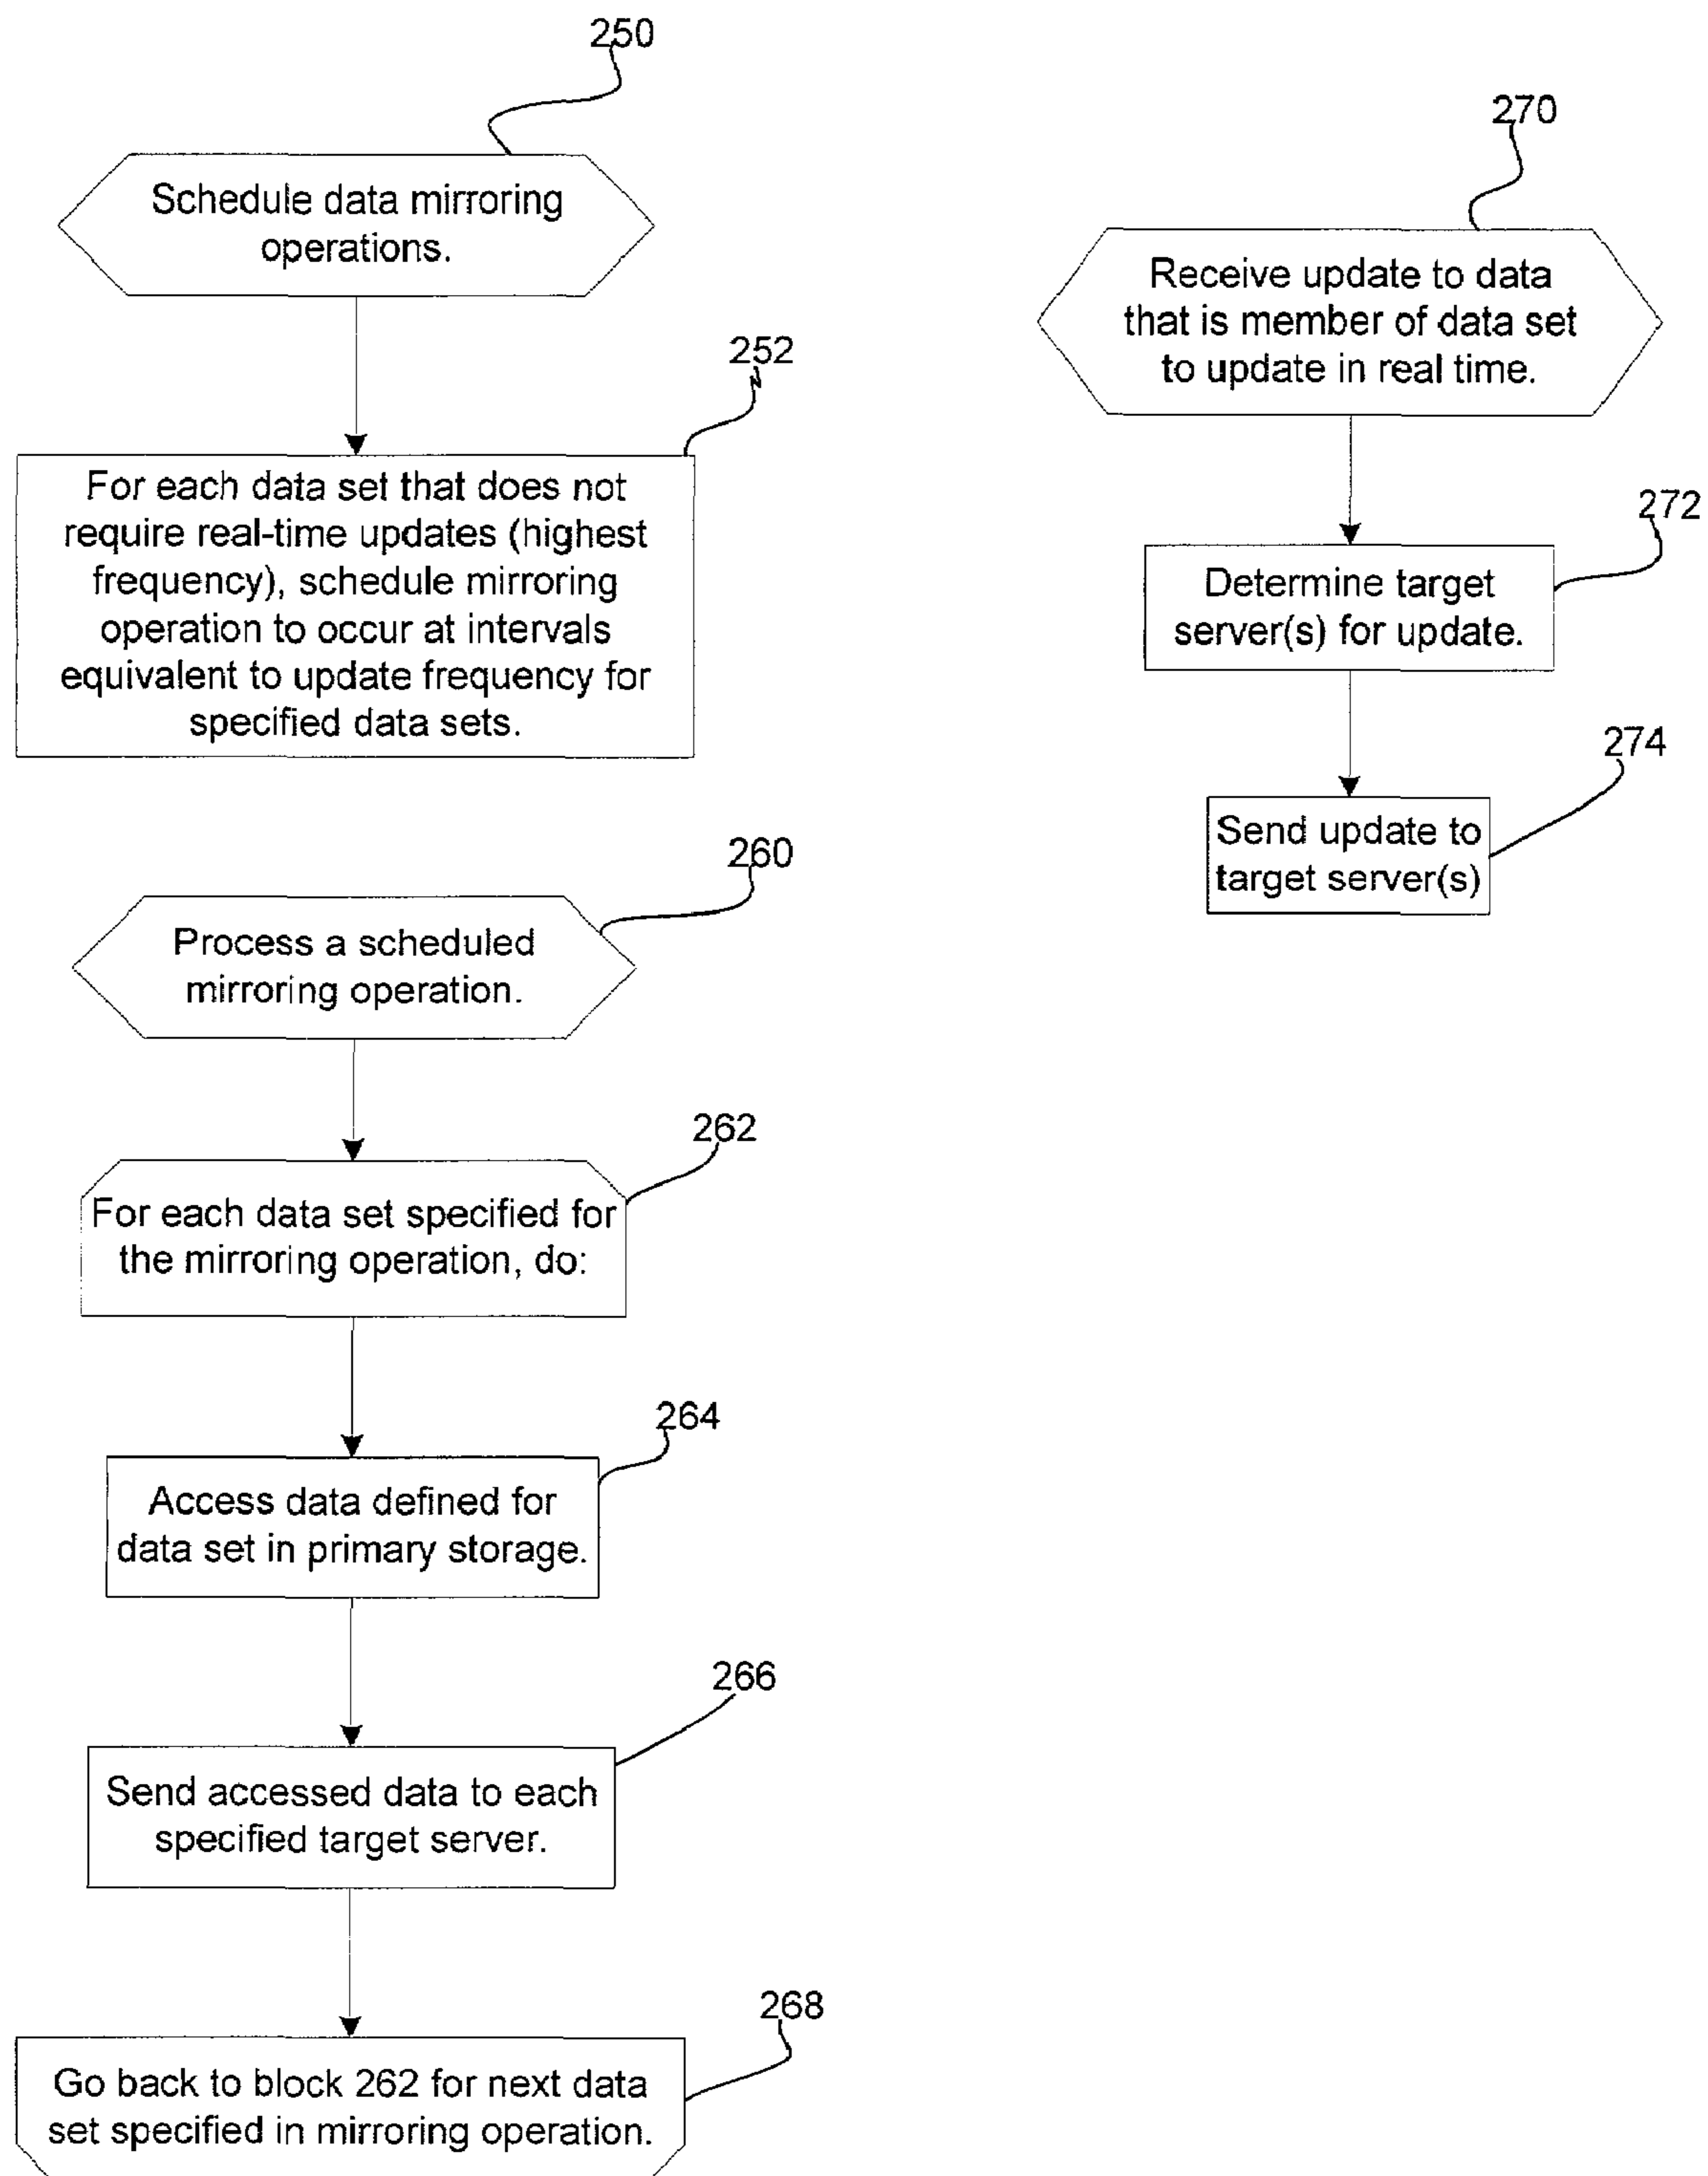 250
Schedule data mirroring
operations.
252
For each data set that does not
require real-time updates (highest
frequency), schedule mirroring
operation to occur at intervals
equivalent to update frequency for
specified data sets.
260
Process a scheduled
mirroring operation.
262
For each data set specified for
the mirroring operation, do:
264
Access data defined for
data set in primary storage.
266
Send accessed data to each
specified target server.
268
Go back to block 262 for next data
set specified in mirroring operation.
270
Receive update to data
that is member of data set
to update in real time.
272
Determine target
server(s) for update.
274
Send update to
target server(s)